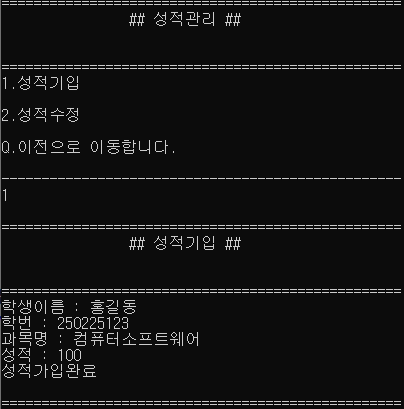 ==================================================
## 성적관리 ##
==================================================
1.성적기입
2.성적수정
Q.이전으로 이동합니다.
--------------------------------------------------
1
==================================================
## 성적기입 ##
==================================================
학생이름 : 홍길동
학번 : 250225123
과목명 : 컴퓨터소프트웨어
성적 : 100
성적가입완료
==================================================